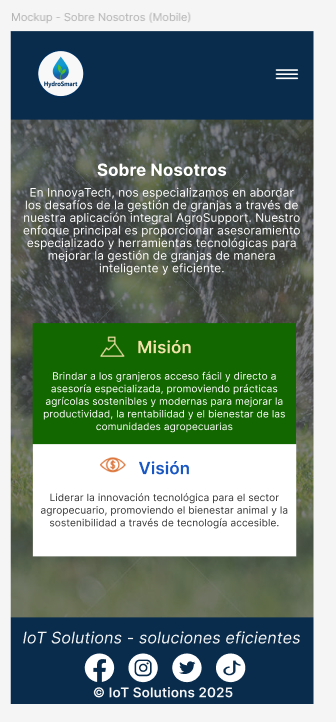 Mockup - Sobre Nosotros (Mobile)
HydroSmart
Sobre Nosotros
En InnovaTech, nos especializamos en abordar
los desafíos de la gestión de granjas a través de
nuestra aplicación integral AgroSupport. Nuestro
enfoque principal es proporcionar asesoramiento
especializado y herramientas tecnológicas para
mejorar la gestión de granjas de manera
inteligente y eficiente.
Misión
Brindar a los granjeros acceso fácil y directo a
asesoría especializada, promoviendo prácticas
agrícolas sostenibles y modernas para mejorar la
productividad, la rentabilidad y el bienestar de las
comunidades agropecuarias
Visión
Liderar la innovación tecnológica para el sector
agropecuario, promoviendo el bienestar animal y la
sostenibilidad a través de tecnología accesible.
IoT Solutions - soluciones eficientes
© IoT Solutions 2025